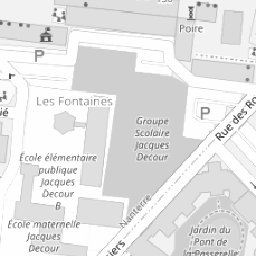 Poire
P
Les Fontaines
P
Groupe
Scolaire
Jacques
Decour
Rue des Ro
École élémentaire
publique
Jacques
Decour
B
Nanterre
École maternelle
Jacques
Decour
iers
Jardin du
Pont de
la Passerelle